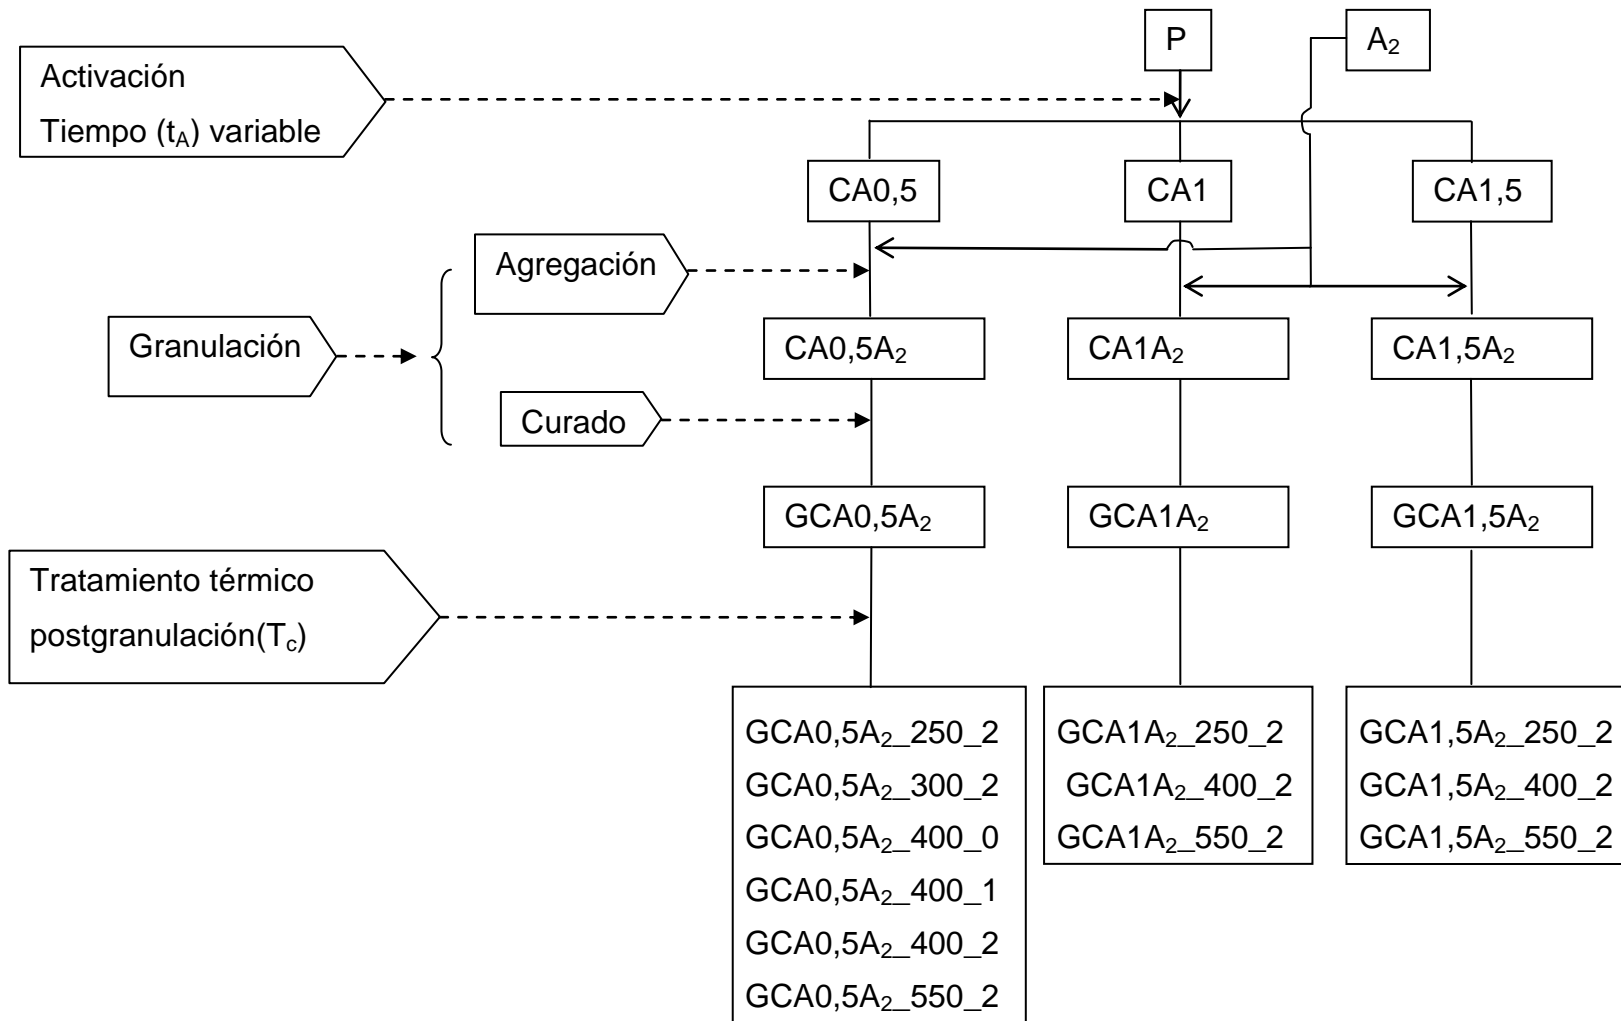 P
A₂
Activación
Tiempo (t_A) variable
CA0,5
CA1
CA1,5
Agregación
Granulación
CA0,5A₂
CA1A₂
CA1,5A₂
Curado
GCA0,5A₂
GCA1A₂
GCA1,5A₂
Tratamiento térmico
postgranulación(T_c)
GCA0,5A₂_250_2
GCA0,5A₂_300_2
GCA0,5A₂_400_0
GCA0,5A₂_400_1
GCA0,5A₂_400_2
GCA0,5A₂_550_2
GCA1A₂_250_2
GCA1A₂_400_2
GCA1A₂_550_2
GCA1,5A₂_250_2
GCA1,5A₂_400_2
GCA1,5A₂_550_2